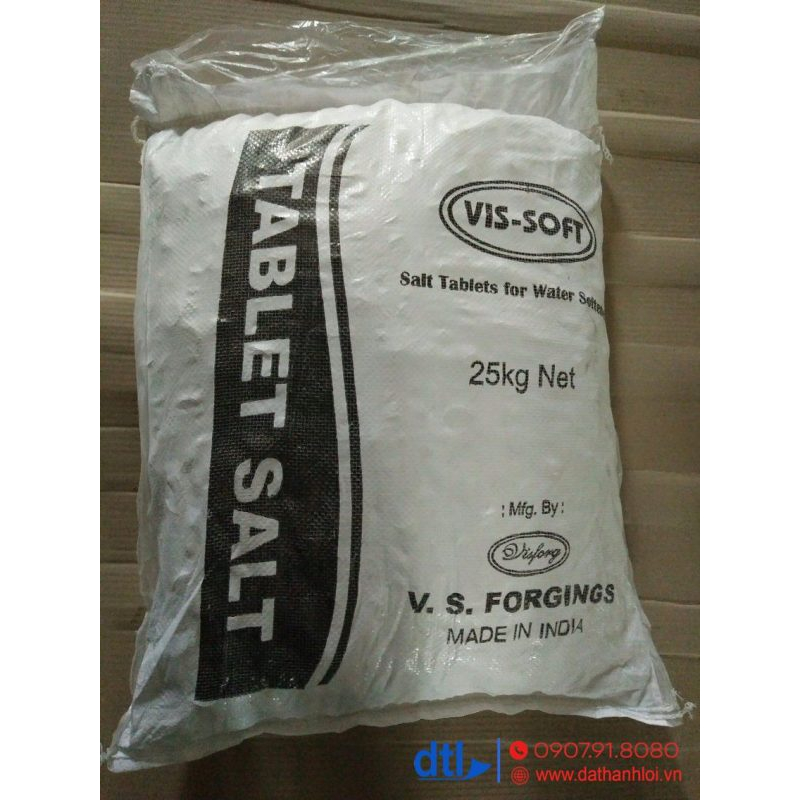 TABLET SALT
VIS-SOFT
Salt Tablets for Water
25kg Net
: Mfg. By :
Visforg
V. S. FORGINGS
MADE IN INDIA
dtl
0907.91.8080
www.dathanhloi.vn